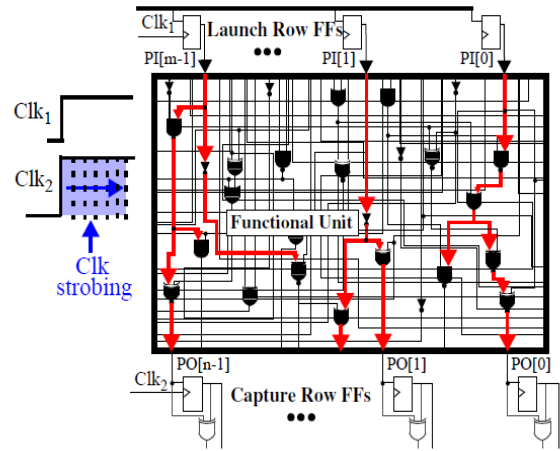 Clk1
Launch Row FFs
•••
PI[m-1]
PI[1]
PI[0]
Clk1
Clk2
Functional Unit
Clk
strobing
PO[n-1]
PO[1]
PO[0]
Clk2
Capture Row FFs
•••